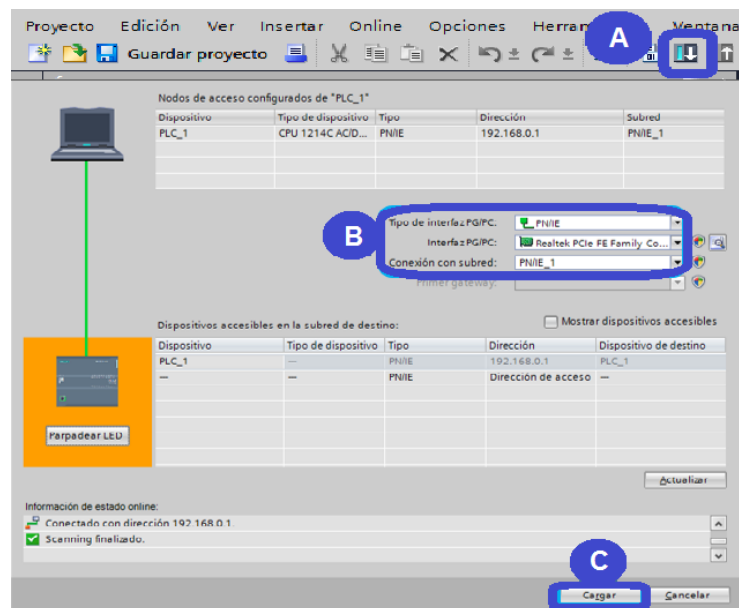 Proyecto Edición Ver Insertar Online Opciones Ventana
Guardar proyecto
A
Nodos de acceso configurados de "PLC_1"
Dispositivo Tipo de dispositivo Tipo Dirección Subred
PLC_1 CPU 1214C AC/D... PN/IE 192.168.0.1 PN/IE_1
B
Tipo de interfaz PG/PC: PN/IE
Interfaz PG/PC: Realtek PCIe FE Family Co...
Conexión con subred: PN/IE_1
Primer gateway:
Dispositivos accesibles en la subred de destino: Mostrar dispositivos accesibles
Dispositivo Tipo de dispositivo Tipo Dirección Dispositivo de destino
PLC_1 — PN/IE 192.168.0.1 PLC_1
— — PN/IE Dirección de acceso —
Parpadear LED
Actualizar
Información de estado online:
Conectado con dirección 192.168.0.1.
Scanning finalizado.
C
Cargar Cancelar